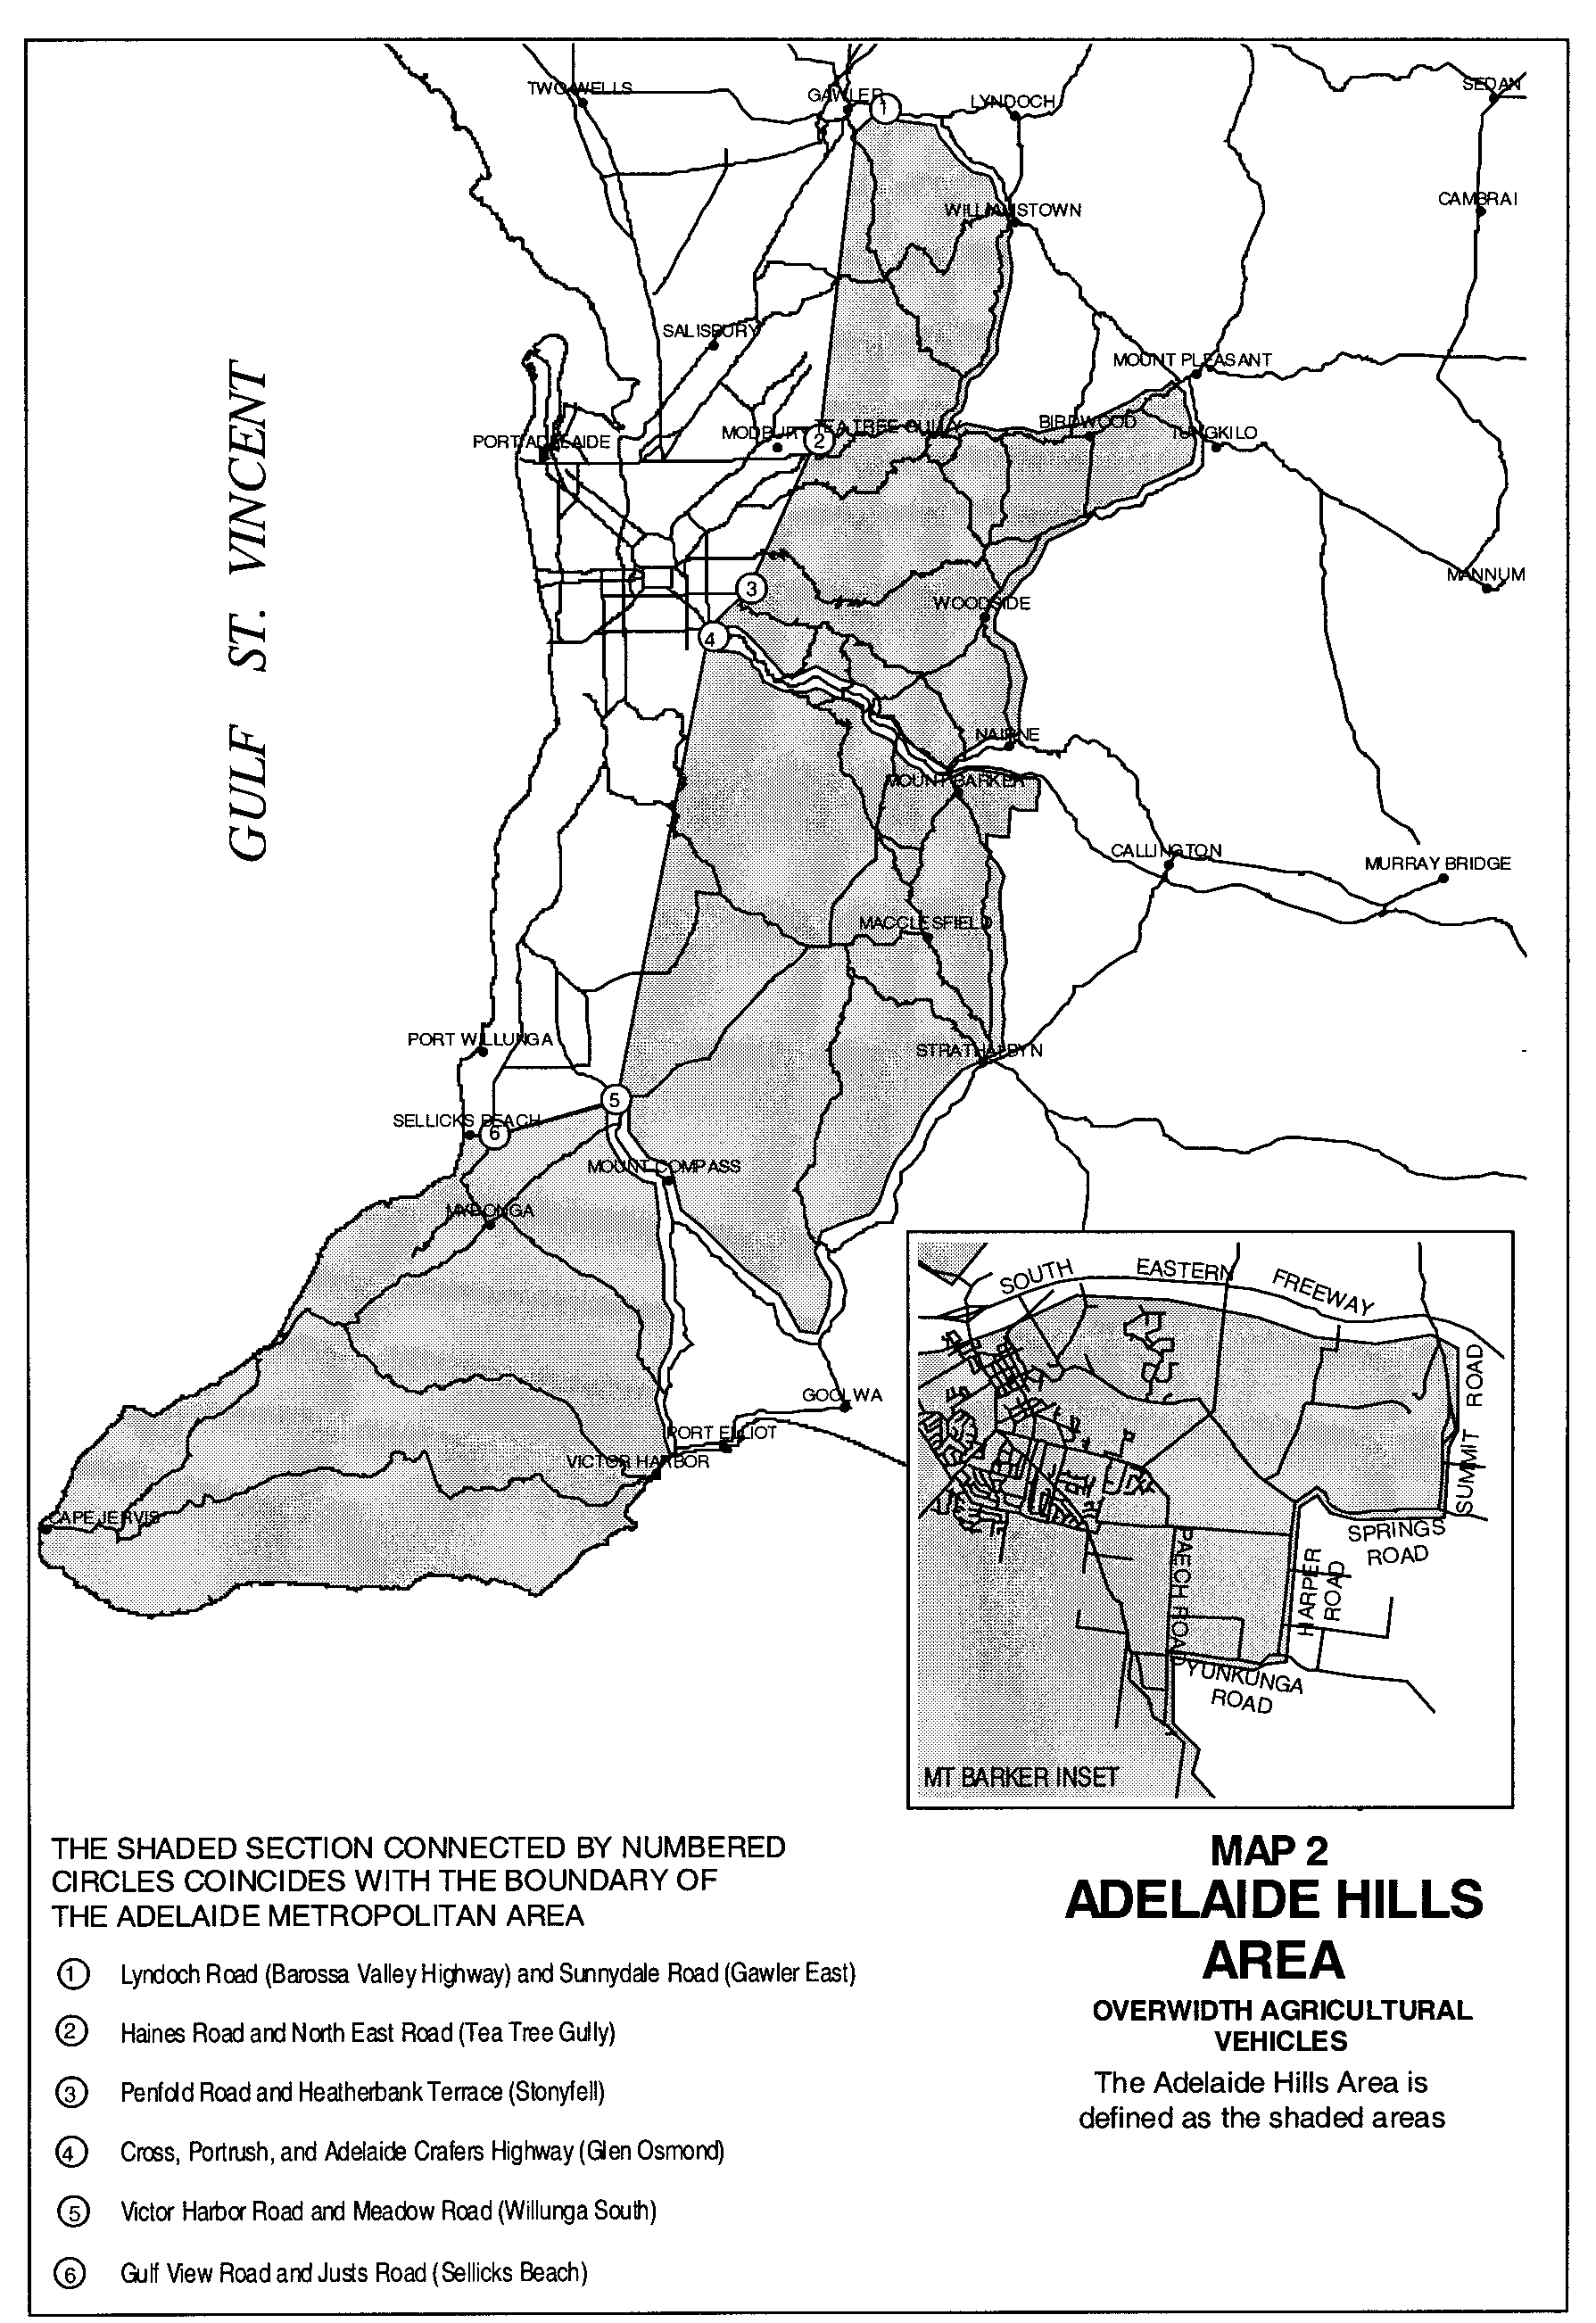 TWO WELLS
GAWLER
1
LYNDOCH
SEDAN
WILLIAMSTOWN
CAMBRAI
SALISBURY
MOUNT PLEASANT
GULF ST. VINCENT
PORT ADELAIDE
MODBURY
2
TEA TREE GULLY
BIRDWOOD
TUNGKILO
MANNUM
3
WOODSIDE
4
NAIRNE
MOUNT BARKER
CALLINGTON
MURRAY BRIDGE
MACCLESFIELD
PORT WILLUNGA
STRATHALBYN
SELLICKS BEACH
5
6
MOUNT COMPASS
MYPONGA
GOOLWA
PORT ELLIOT
VICTOR HARBOR
CAPE JERVIS
SOUTH EASTERN FREEWAY
SUMMIT ROAD
SPRINGS
ROAD
HARPER
ROAD
PAECH ROAD
YUNKUNGA
ROAD
MT BARKER INSET
THE SHADED SECTION CONNECTED BY NUMBERED
CIRCLES COINCIDES WITH THE BOUNDARY OF
THE ADELAIDE METROPOLITAN AREA
1 Lyndoch Road (Barossa Valley Highway) and Sunnydale Road (Gawler East)
2 Haines Road and North East Road (Tea Tree Gully)
3 Penfold Road and Heatherbank Terrace (Stonyfell)
4 Cross, Portrush, and Adelaide Crafers Highway (Glen Osmond)
5 Victor Harbor Road and Meadow Road (Willunga South)
6 Gulf View Road and Justs Road (Sellicks Beach)
MAP 2
ADELAIDE HILLS
AREA
OVERWIDTH AGRICULTURAL
VEHICLES
The Adelaide Hills Area is
defined as the shaded areas